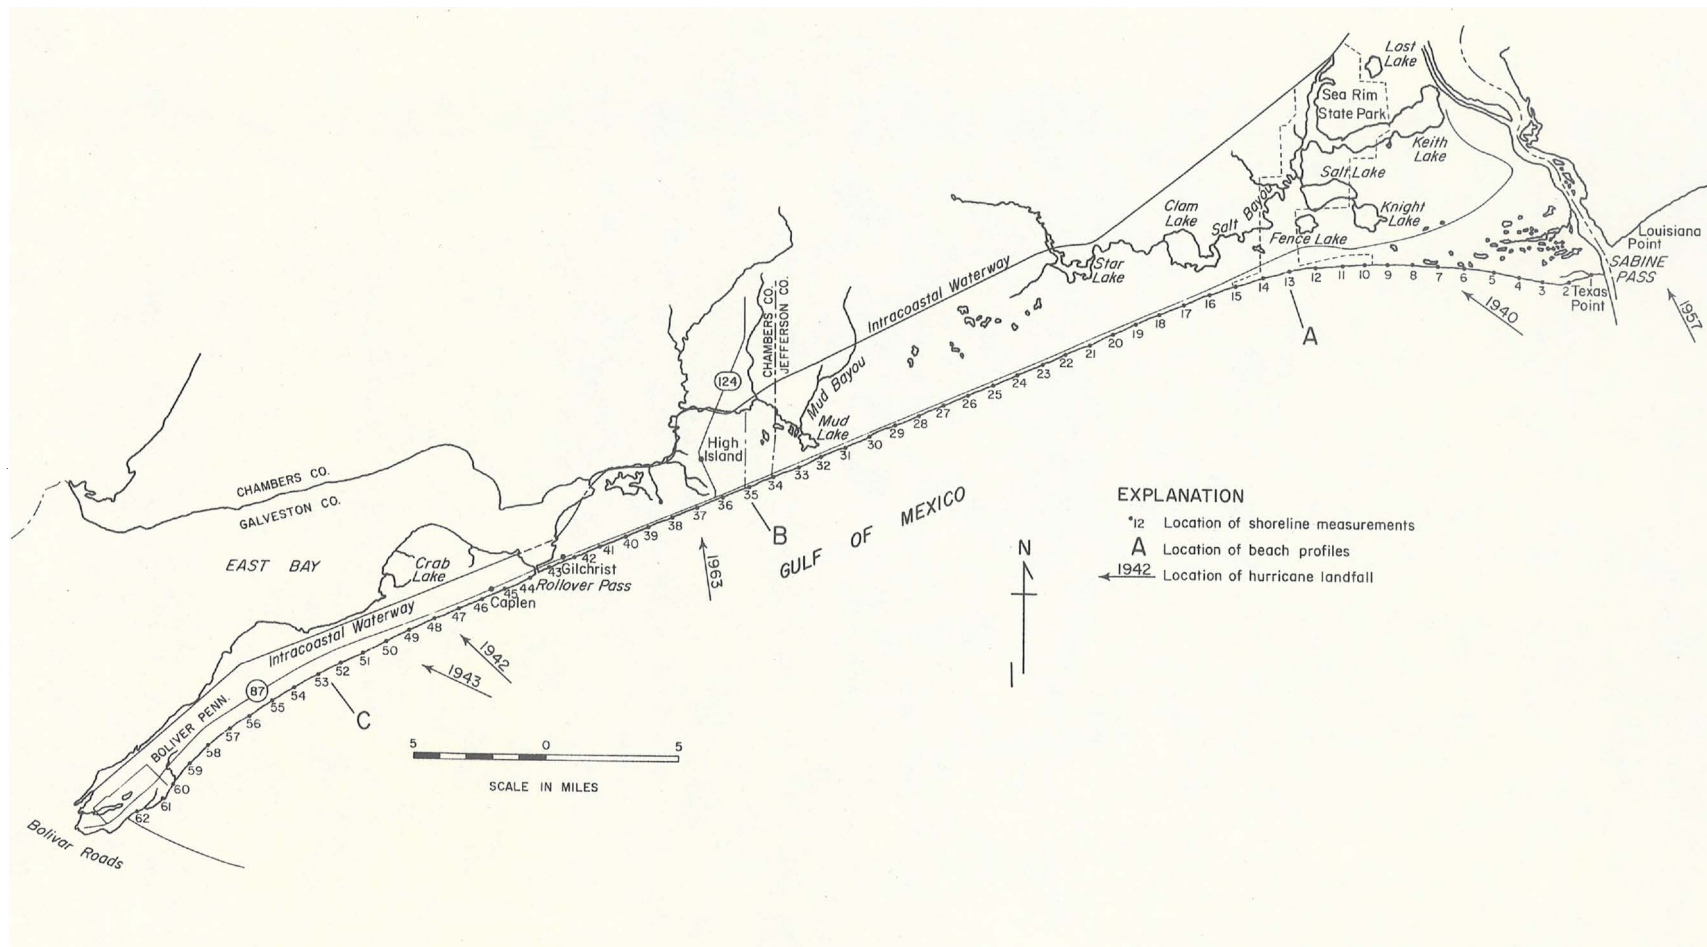 Lost
Lake
Sea Rim
State Park
Keith
Lake
Salt Lake
Knight
Lake
Clam
Lake
Salt Bayou
Fence Lake
Louisiana
Point
SABINE
PASS
Star
Lake
Intracoastal Waterway
Texas
Point
1940
1957
A
1
2
3
4
5
6
7
8
9
10
11
12
13
14
15
16
17
18
19
20
21
22
23
24
25
26
27
28
29
30
31
32
33
34
35
36
37
38
39
40
41
42
43
44
45
46
47
48
49
50
51
52
53
54
55
56
57
58
59
60
61
62
CHAMBERS CO.
JEFFERSON CO.
124
Mud Bayou
Mud
Lake
High
Island
B
GULF OF MEXICO
CHAMBERS CO.
GALVESTON CO.
EAST BAY
Crab
Lake
Gilchrist
Rollover Pass
Caplen
1963
1942
1943
Intracoastal Waterway
87
BOLIVER PENN.
C
Bolivar Roads
5 0 5
SCALE IN MILES
N
EXPLANATION
•12 Location of shoreline measurements
A Location of beach profiles
1942 Location of hurricane landfall